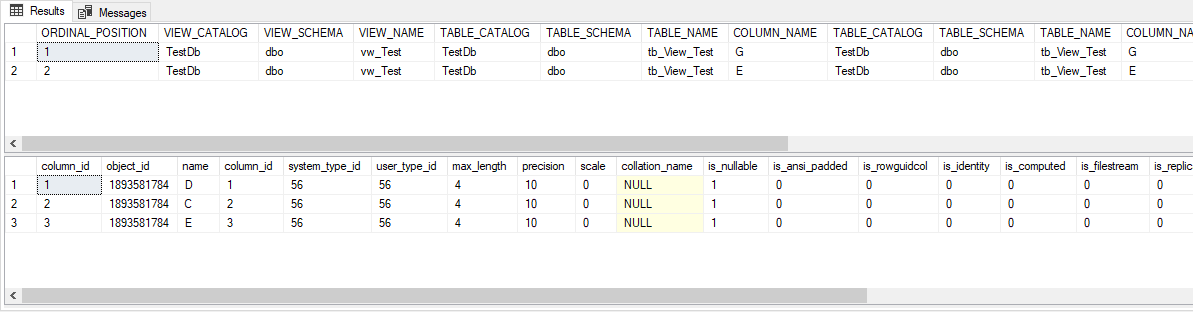 Results Messages
ORDINAL_POSITION VIEW_CATALOG VIEW_SCHEMA VIEW_NAME TABLE_CATALOG TABLE_SCHEMA TABLE_NAME COLUMN_NAME TABLE_CATALOG TABLE_SCHEMA TABLE_NAME COLUMN_NA
1 1 TestDb dbo vw_Test TestDb dbo tb_View_Test G TestDb dbo tb_View_Test G
2 2 TestDb dbo vw_Test TestDb dbo tb_View_Test E TestDb dbo tb_View_Test E
column_id object_id name column_id system_type_id user_type_id max_length precision scale collation_name is_nullable is_ansi_padded is_rowguidcol is_identity is_computed is_filestream is_replic
1 1 1893581784 D 1 56 56 4 10 0 NULL 1 0 0 0 0 0 0
2 2 1893581784 C 2 56 56 4 10 0 NULL 1 0 0 0 0 0 0
3 3 1893581784 E 3 56 56 4 10 0 NULL 1 0 0 0 0 0 0